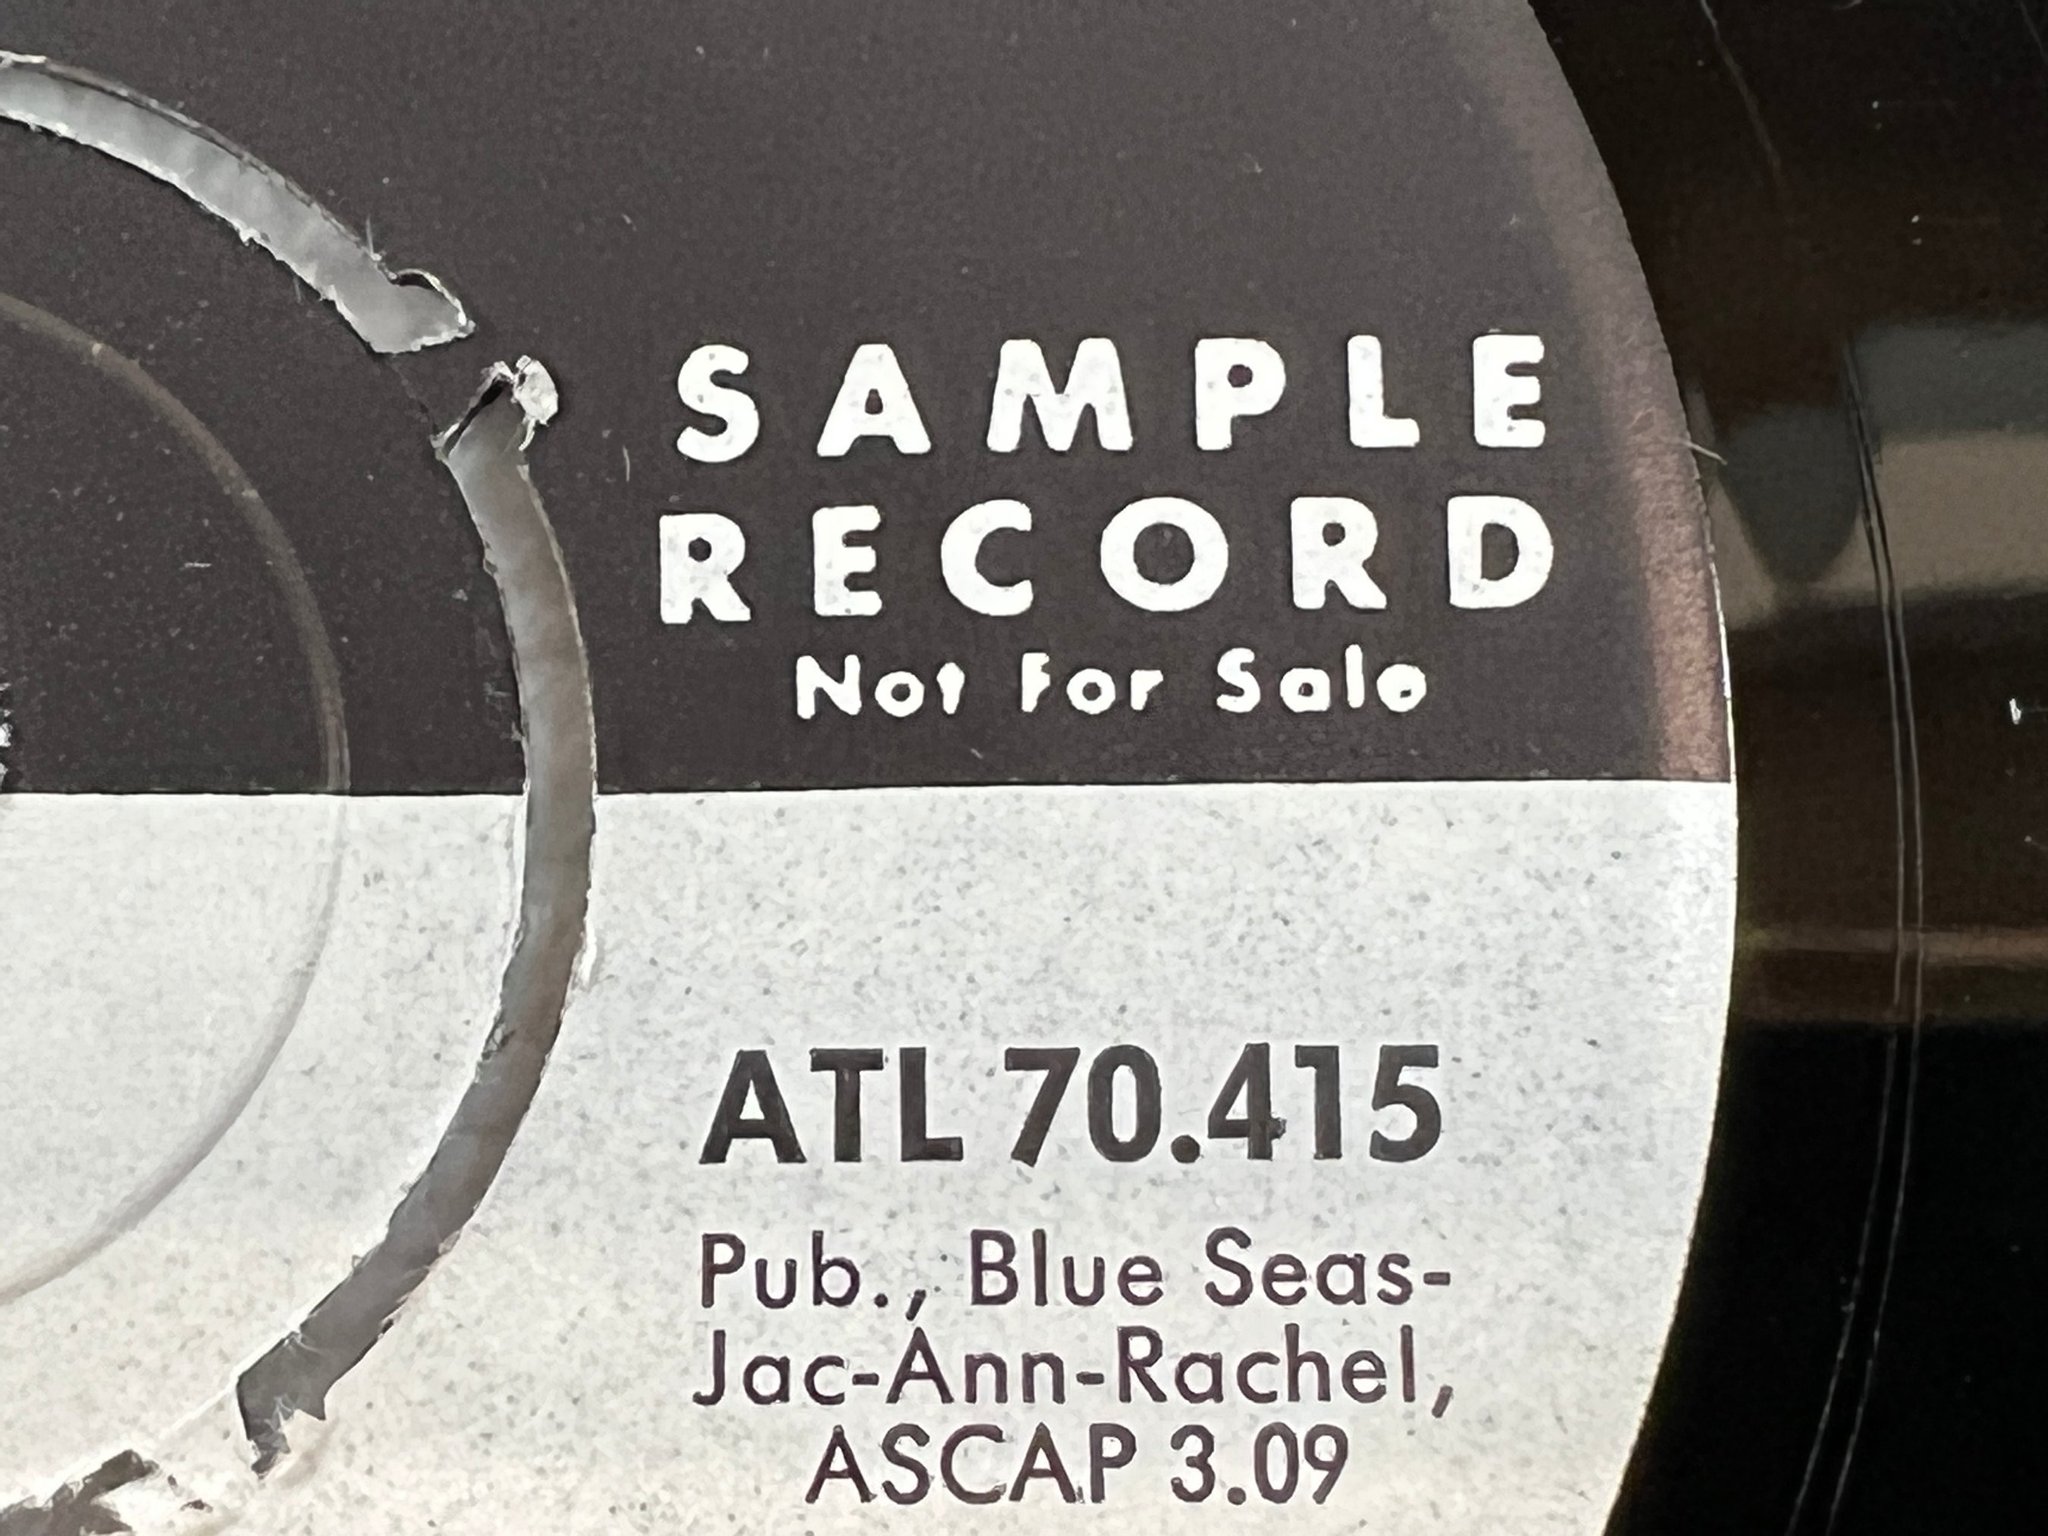 SAMPLE
RECORD
Not For Sale
ATL 70.415
Pub., Blue Seas-
Jac-Ann-Rachel,
ASCAP 3.09